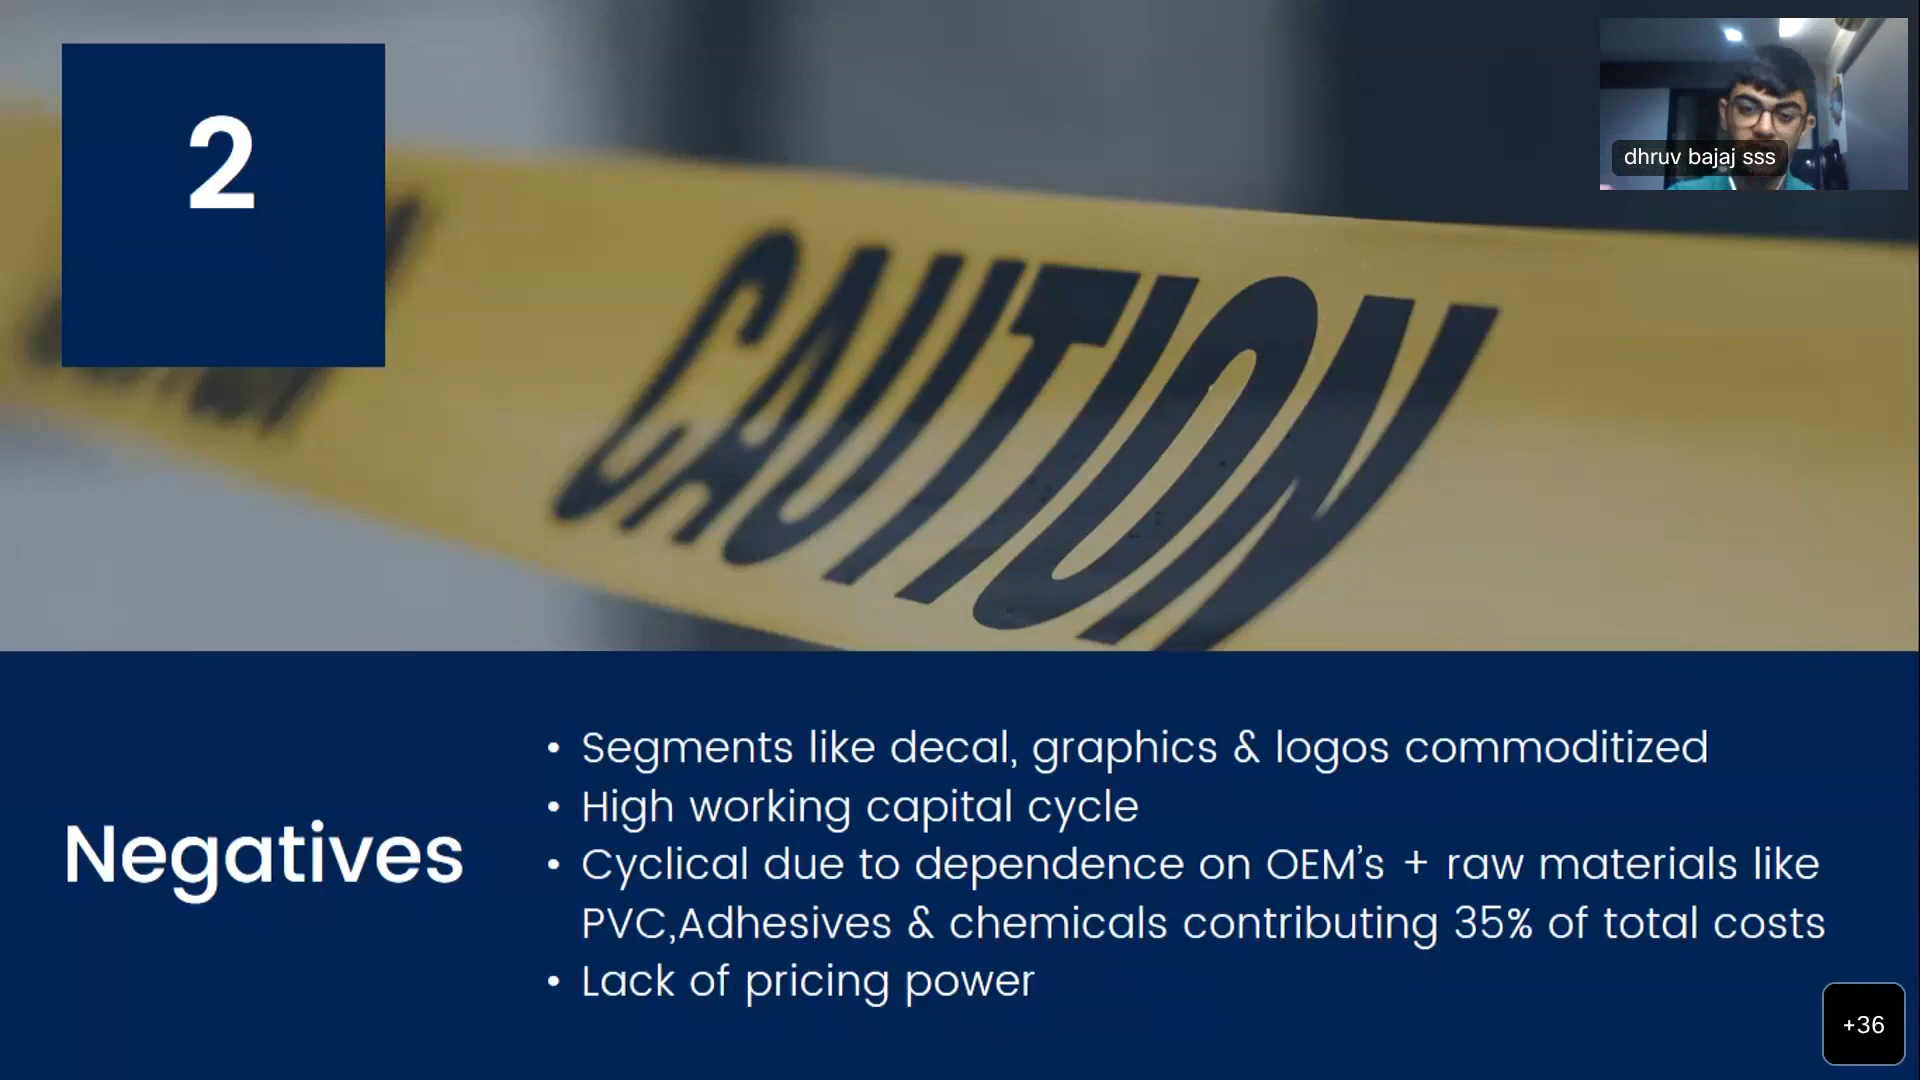 2
dhruv bajaj sss
CAUTION
Negatives
• Segments like decal, graphics & logos commoditized
• High working capital cycle
• Cyclical due to dependence on OEM's + raw materials like
PVC,Adhesives & chemicals contributing 35% of total costs
• Lack of pricing power
+36